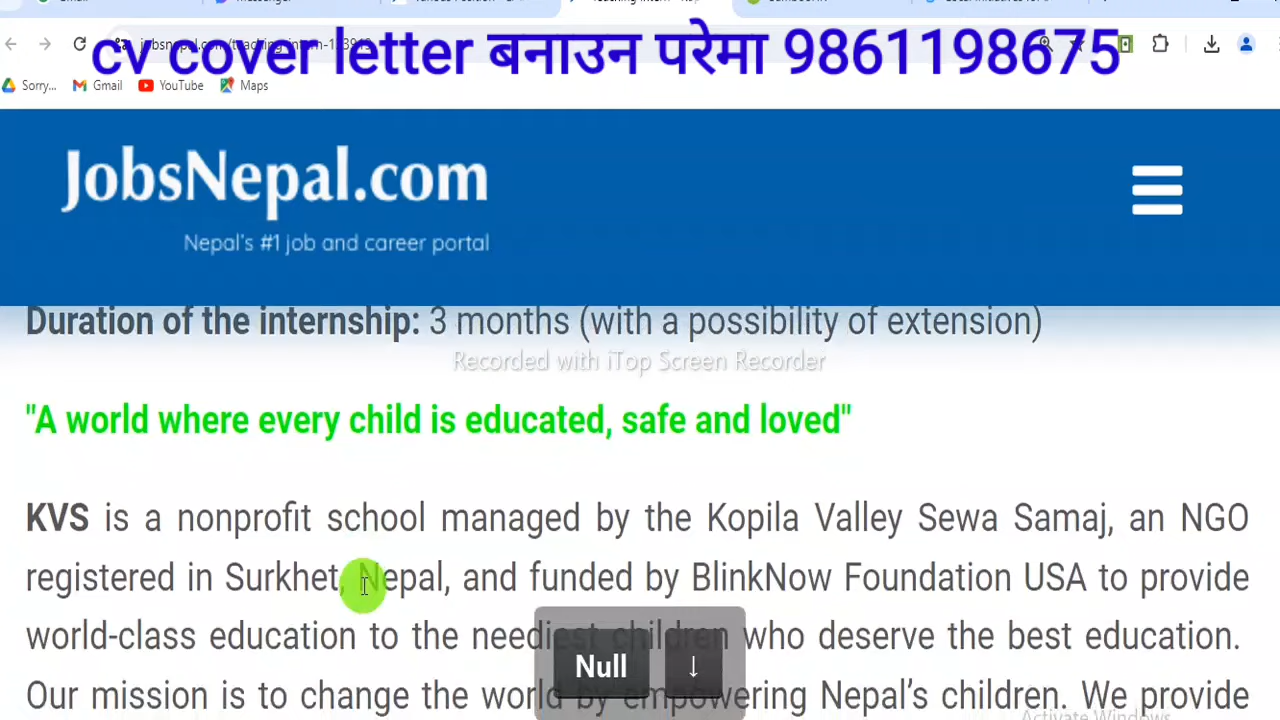 cv cover letter बनाउन परेमा 9861198675
Sorry... Gmail YouTube Maps
JobsNepal.com
Nepal's #1 job and career portal
Duration of the internship: 3 months (with a possibility of extension)
Recorded with iTop Screen Recorder
"A world where every child is educated, safe and loved"
KVS is a nonprofit school managed by the Kopila Valley Sewa Samaj, an NGO
registered in Surkhet, Nepal, and funded by BlinkNow Foundation USA to provide
world-class education to the neediest children who deserve the best education.
Null ↓
Our mission is to change the world by empowering Nepal's children. We provide
Activate Windows